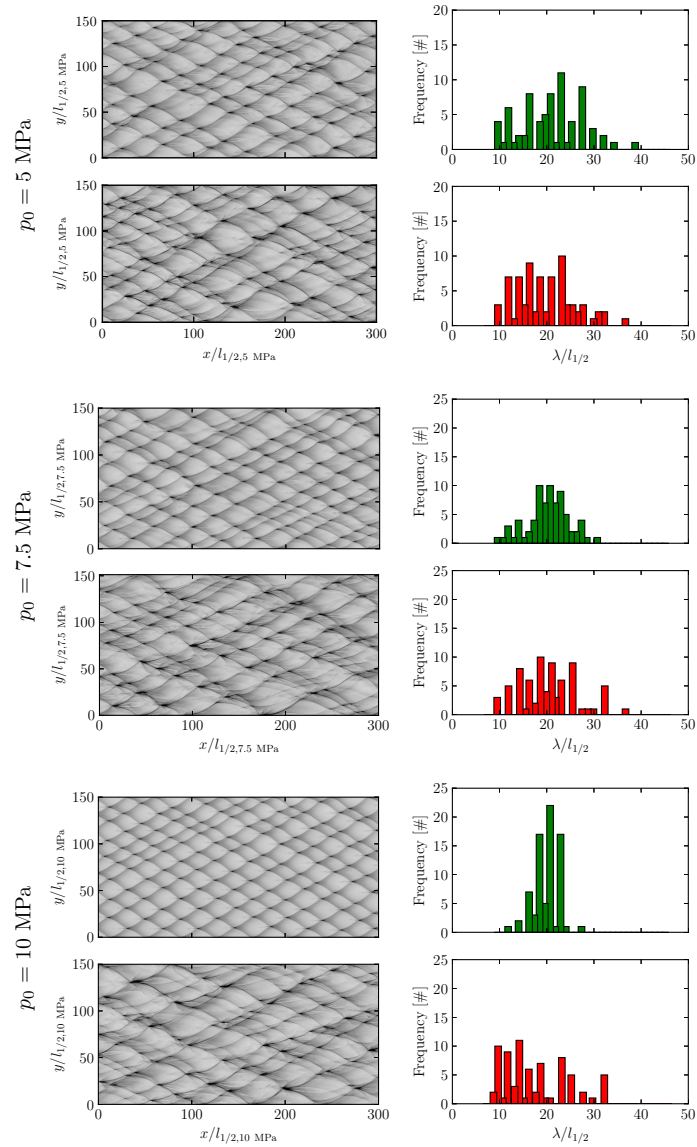 p₀ = 5 MPa
150
100
50
0
y/l₁/₂,₅ MPa
20
15
10
5
0
Frequency [#]
0 10 20 30 40 50
150
100
50
0
y/l₁/₂,₅ MPa
0 100 200 300
x/l₁/₂,₅ MPa
20
15
10
5
0
Frequency [#]
0 10 20 30 40 50
λ/l₁/₂
p₀ = 7.5 MPa
150
100
50
0
y/l₁/₂,₇.₅ MPa
25
20
15
10
5
0
Frequency [#]
0 10 20 30 40 50
150
100
50
0
y/l₁/₂,₇.₅ MPa
0 100 200 300
x/l₁/₂,₇.₅ MPa
25
20
15
10
5
0
Frequency [#]
0 10 20 30 40 50
λ/l₁/₂
p₀ = 10 MPa
150
100
50
0
y/l₁/₂,₁₀ MPa
25
20
15
10
5
0
Frequency [#]
0 10 20 30 40 50
150
100
50
0
y/l₁/₂,₁₀ MPa
0 100 200 300
x/l₁/₂,₁₀ MPa
25
20
15
10
5
0
Frequency [#]
0 10 20 30 40 50
λ/l₁/₂